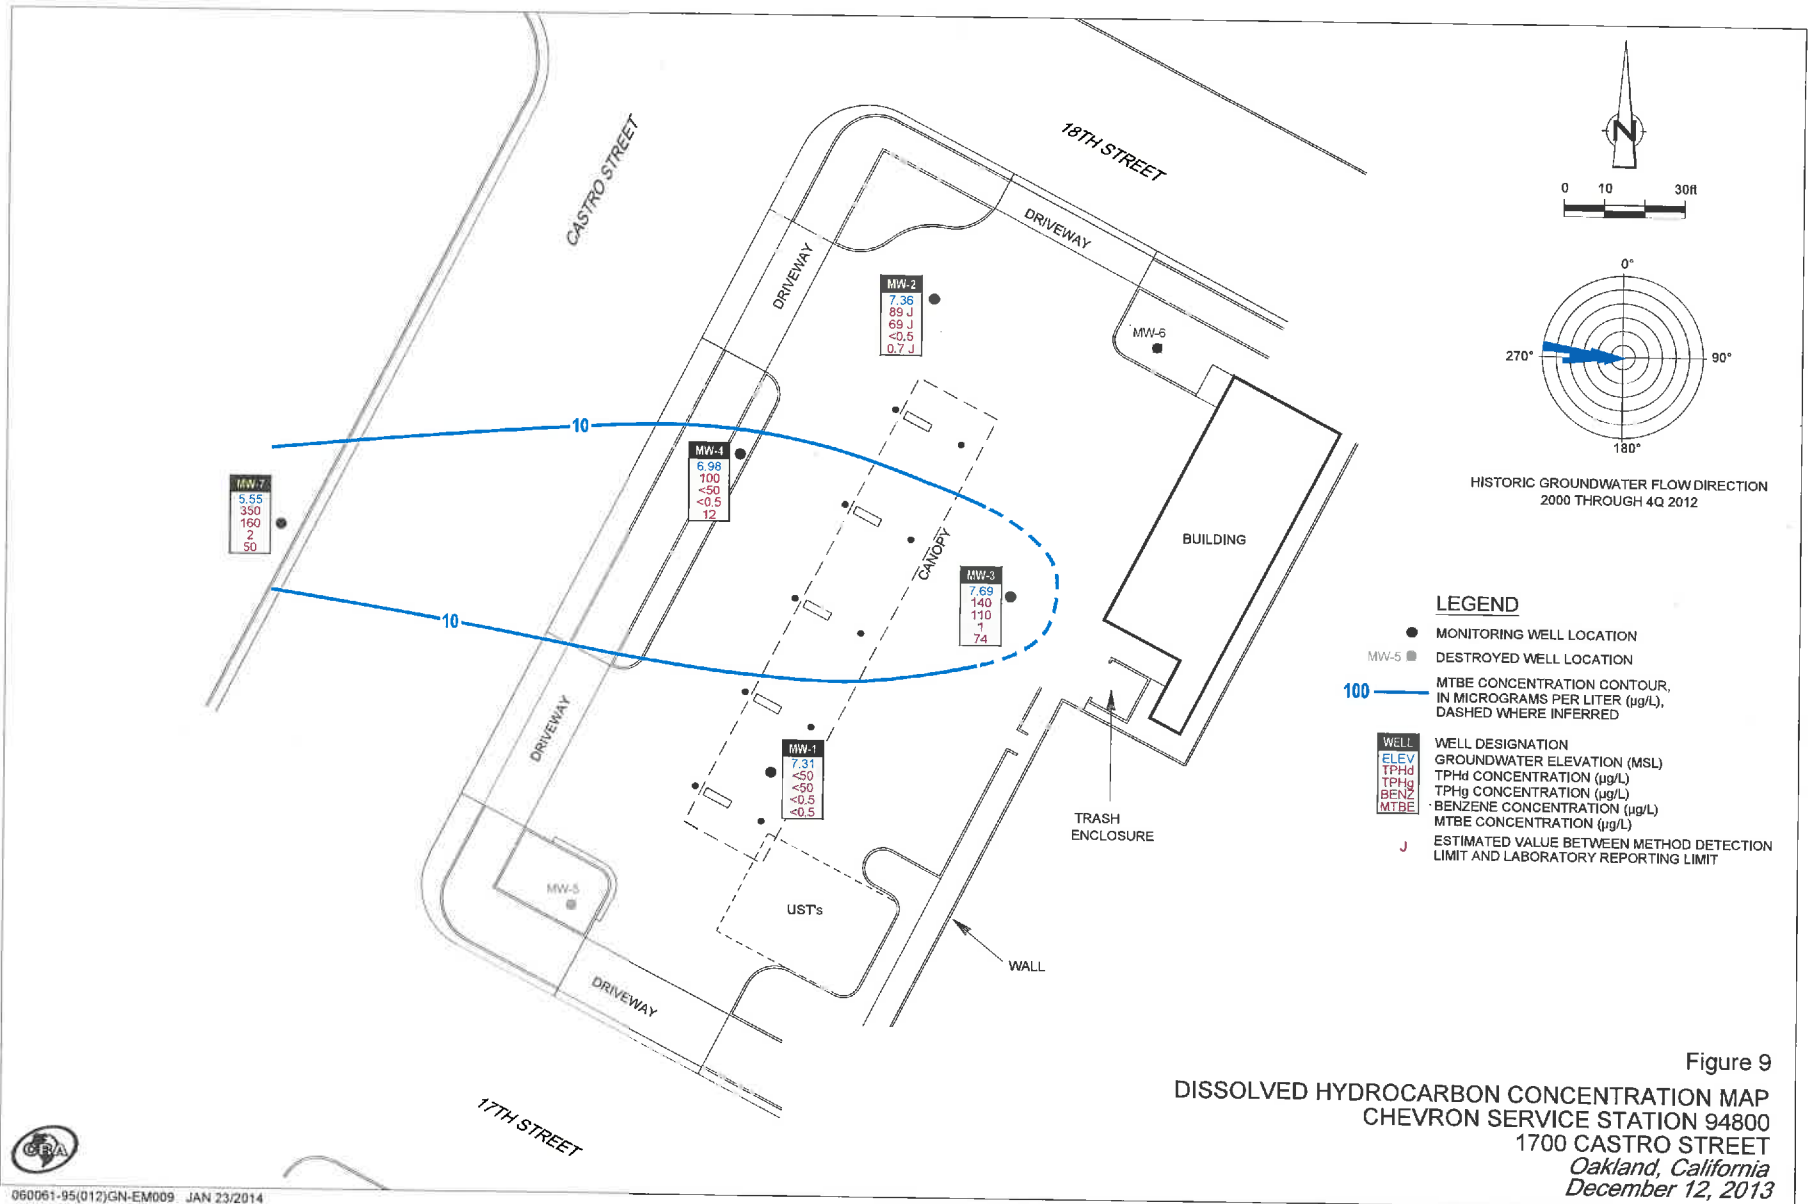 CASTRO STREET
18TH STREET
DRIVEWAY
DRIVEWAY
MW-2
7.36
89 J
69 J
<0.5
0.7 J
MW-6
MW-4
6.98
100
<50
<0.5
12
10
MW-7
5.55
350
160
2
50
10
CANOPY
MW-3
7.69
140
110
1
74
BUILDING
MW-1
7.31
<50
<50
<0.5
<0.5
DRIVEWAY
TRASH
ENCLOSURE
MW-5
UST's
WALL
DRIVEWAY
17TH STREET
N
0 10 30ft
0°
270°
90°
180°
HISTORIC GROUNDWATER FLOW DIRECTION
2000 THROUGH 4Q 2012
LEGEND
MONITORING WELL LOCATION
MW-5 DESTROYED WELL LOCATION
100 MTBE CONCENTRATION CONTOUR,
IN MICROGRAMS PER LITER (µg/L),
DASHED WHERE INFERRED
WELL WELL DESIGNATION
ELEV GROUNDWATER ELEVATION (MSL)
TPHd TPHd CONCENTRATION (µg/L)
TPHg TPHg CONCENTRATION (µg/L)
BENZ BENZENE CONCENTRATION (µg/L)
MTBE MTBE CONCENTRATION (µg/L)
J ESTIMATED VALUE BETWEEN METHOD DETECTION
LIMIT AND LABORATORY REPORTING LIMIT
Figure 9
DISSOLVED HYDROCARBON CONCENTRATION MAP
CHEVRON SERVICE STATION 94800
1700 CASTRO STREET
Oakland, California
December 12, 2013
CRA
060061-95(012)GN-EM009 JAN 23/2014